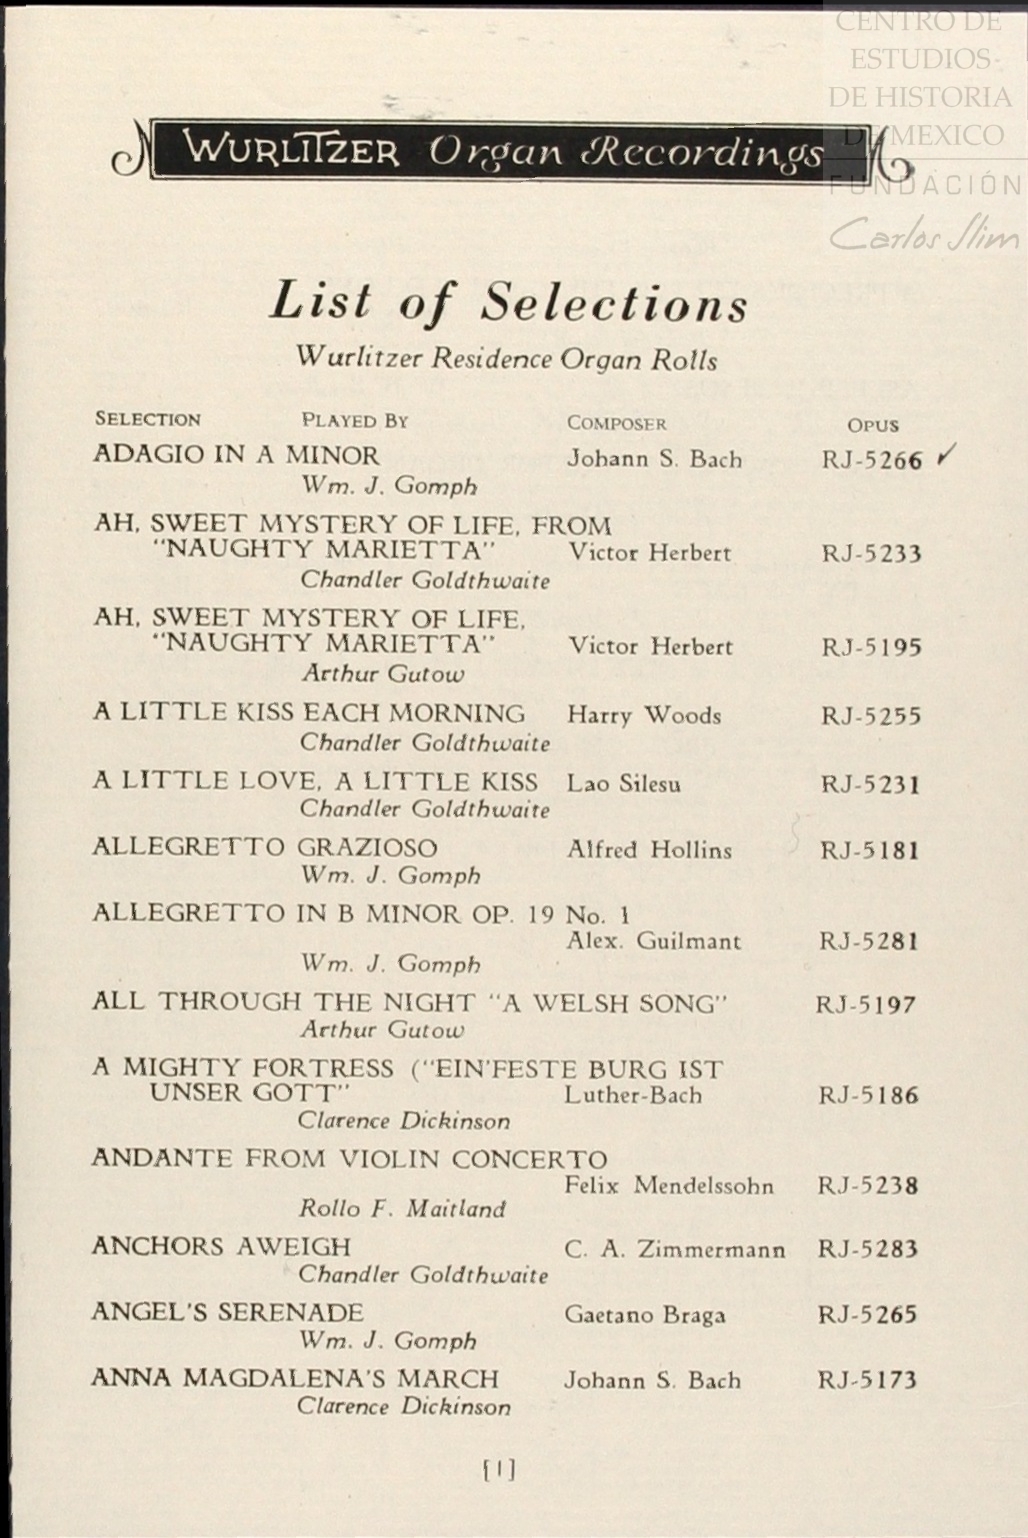 CENTRO DE
ESTUDIOS
DE HISTORIA
DE MEXICO
FUNDACIÓN
Carlos Slim
WURLITZER Organ Recordings
List of Selections
Wurlitzer Residence Organ Rolls
SELECTION PLAYED BY COMPOSER OPUS
ADAGIO IN A MINOR Johann S. Bach RJ-5266 ✓
Wm. J. Gomph
AH, SWEET MYSTERY OF LIFE, FROM
"NAUGHTY MARIETTA" Victor Herbert RJ-5233
Chandler Goldthwaite
AH, SWEET MYSTERY OF LIFE,
"NAUGHTY MARIETTA" Victor Herbert RJ-5195
Arthur Gutow
A LITTLE KISS EACH MORNING Harry Woods RJ-5255
Chandler Goldthwaite
A LITTLE LOVE, A LITTLE KISS Lao Silesu RJ-5231
Chandler Goldthwaite
ALLEGRETTO GRAZIOSO Alfred Hollins RJ-5181
Wm. J. Gomph
ALLEGRETTO IN B MINOR OP. 19 No. 1
Alex. Guilmant RJ-5281
Wm. J. Gomph
ALL THROUGH THE NIGHT "A WELSH SONG" RJ-5197
Arthur Gutow
A MIGHTY FORTRESS ("EIN'FESTE BURG IST
UNSER GOTT" Luther-Bach RJ-5186
Clarence Dickinson
ANDANTE FROM VIOLIN CONCERTO
Felix Mendelssohn RJ-5238
Rollo F. Maitland
ANCHORS AWEIGH C. A. Zimmermann RJ-5283
Chandler Goldthwaite
ANGEL'S SERENADE Gaetano Braga RJ-5265
Wm. J. Gomph
ANNA MAGDALENA'S MARCH Johann S. Bach RJ-5173
Clarence Dickinson
[1]